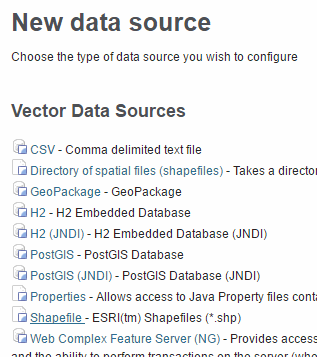 New data source
Choose the type of data source you wish to configure
Vector Data Sources
CSV - Comma delimited text file
Directory of spatial files (shapefiles) - Takes a director
GeoPackage - GeoPackage
H2 - H2 Embedded Database
H2 (JNDI) - H2 Embedded Database (JNDI)
PostGIS - PostGIS Database
PostGIS (JNDI) - PostGIS Database (JNDI)
Properties - Allows access to Java Property files conta
Shapefile - ESRI(tm) Shapefiles (*.shp)
Web Complex Feature Server (NG) - Provides access
and the ability to perform transactions on the server (whe